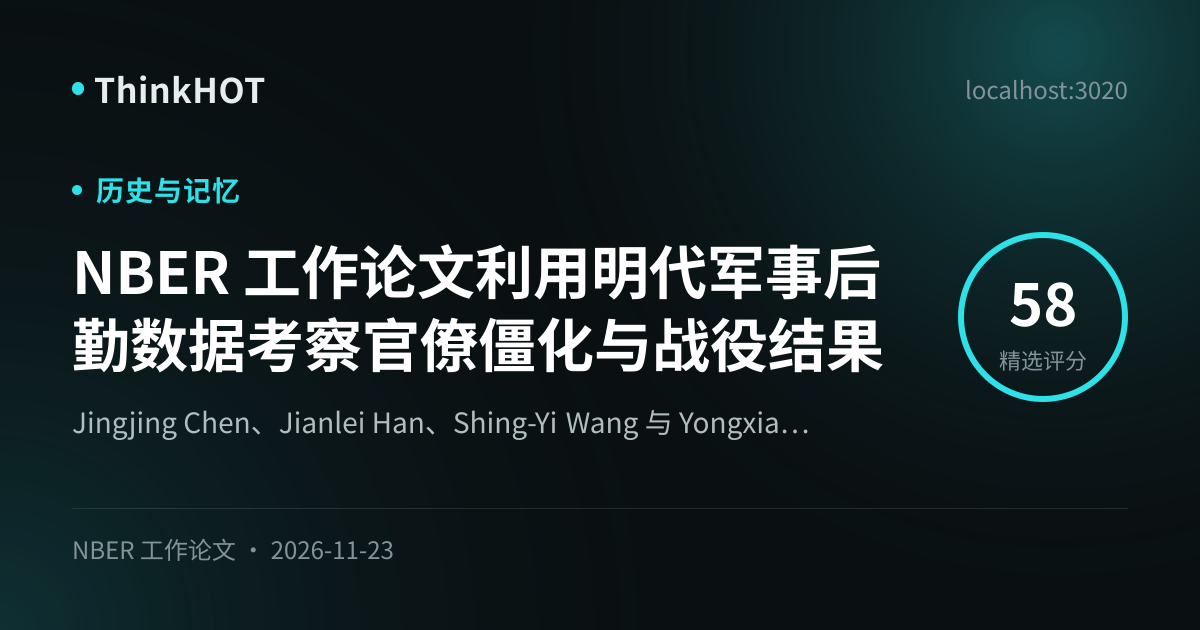 ThinkHOT
localhost:3020
历史与记忆
NBER 工作论文利用明代军事后
勤数据考察官僚僵化与战役结果
58
精选评分
Jingjing Chen、Jianlei Han、Shing-Yi Wang 与 Yongxia…
NBER 工作论文 · 2026-11-23